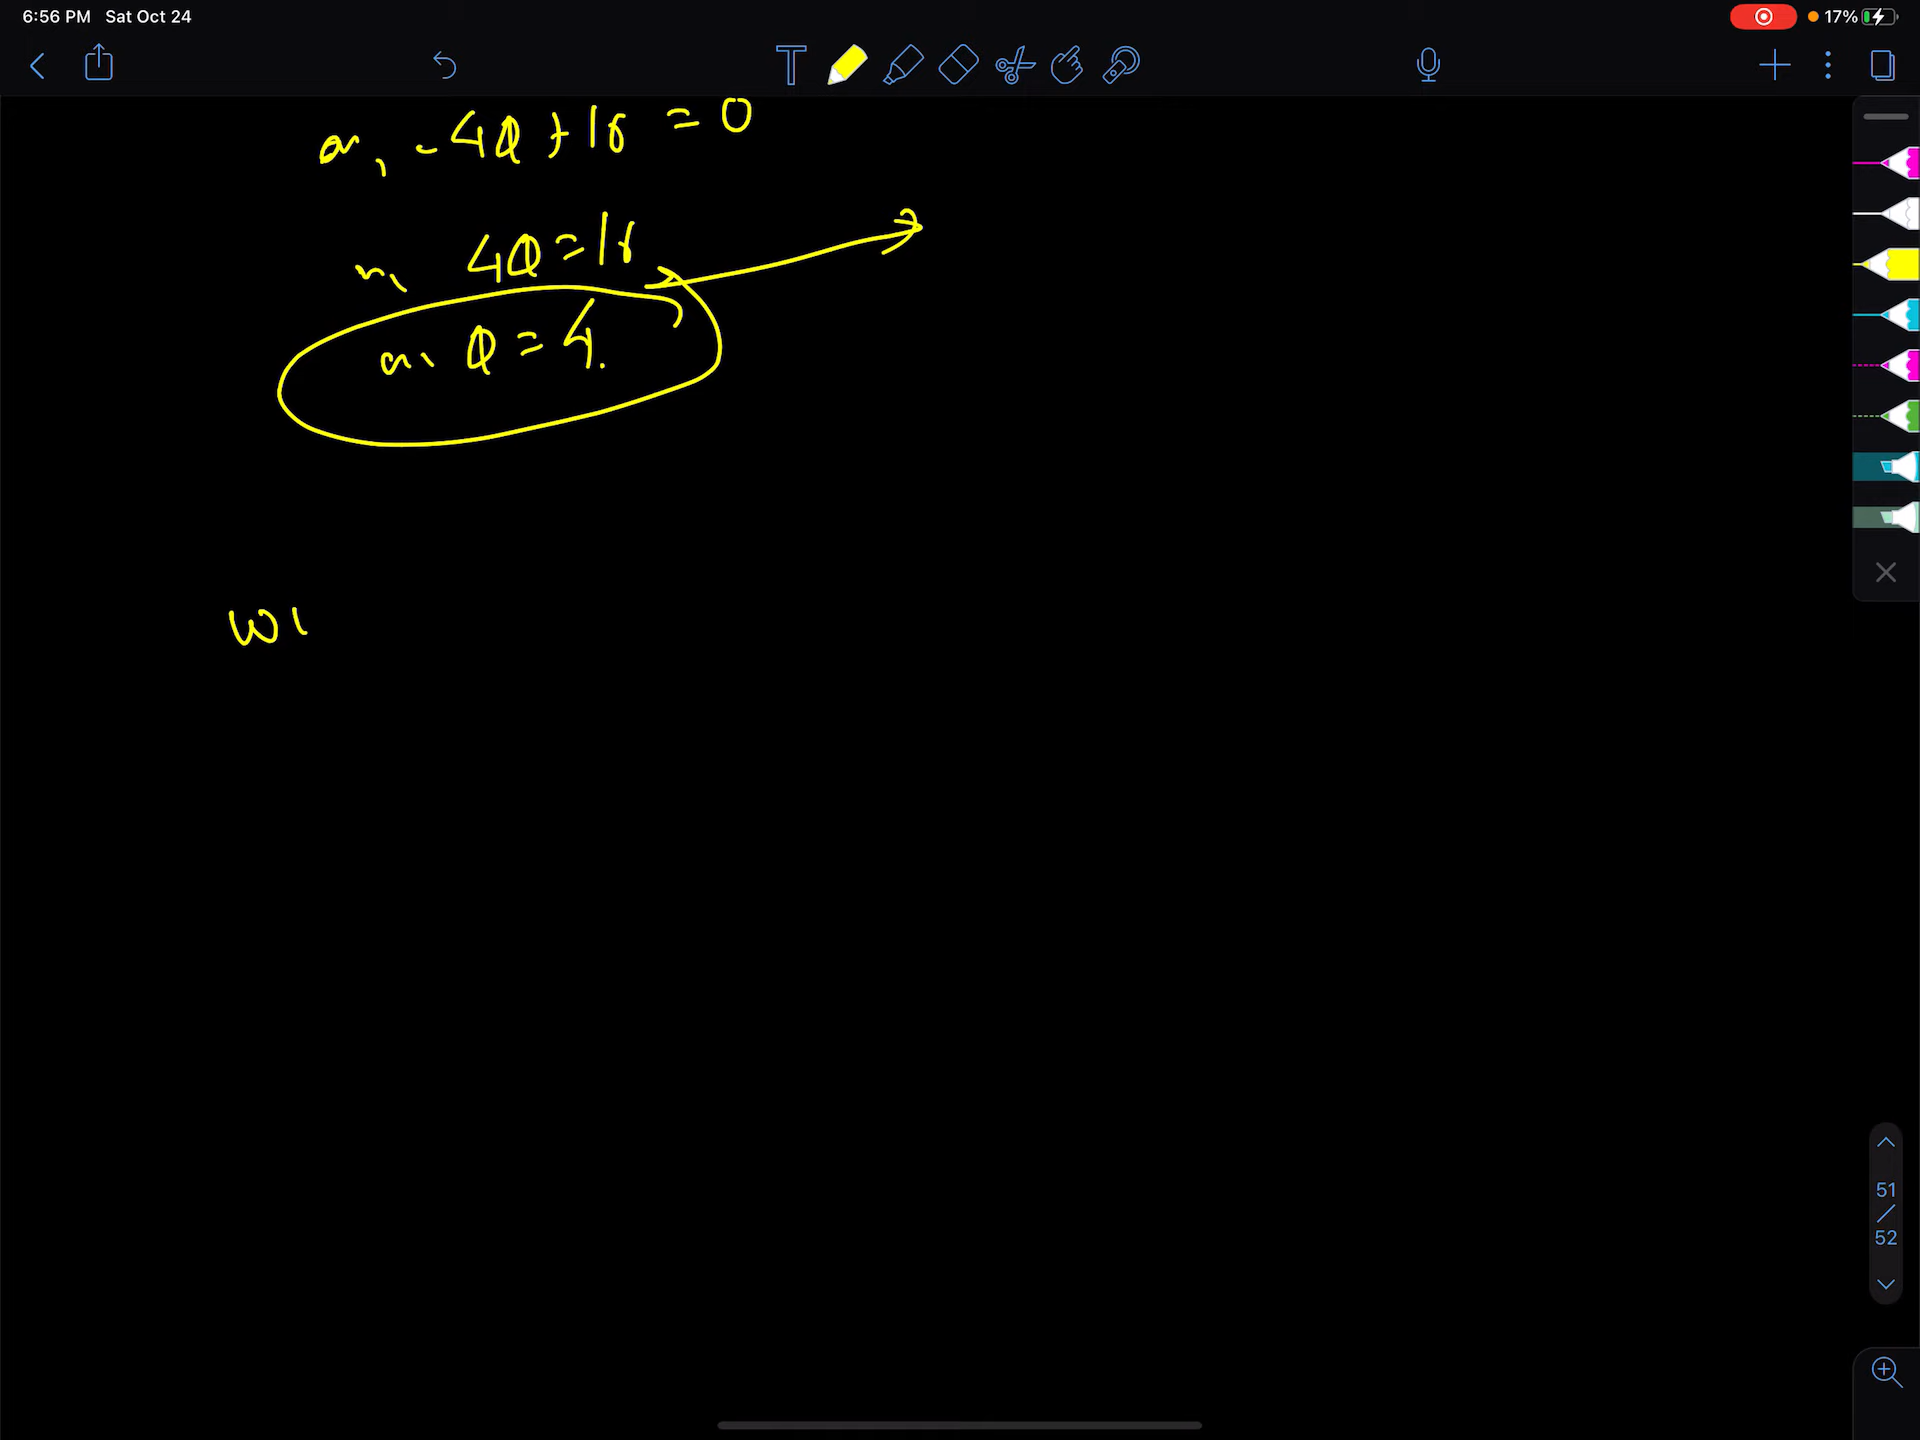 6:56 PM Sat Oct 24
17%
or, -4Q + 16 = 0
or, 4Q = 16
or, Q = 4.
51
52